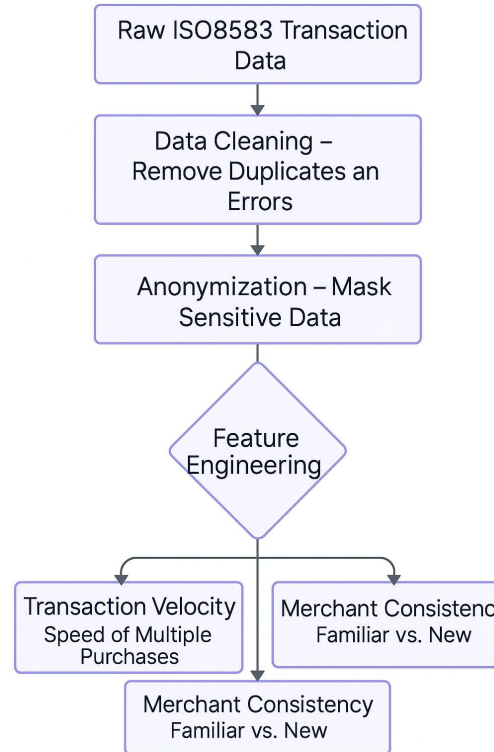 Raw ISO8583 Transaction
Data
Data Cleaning –
Remove Duplicates an
Errors
Anonymization – Mask
Sensitive Data
Feature
Engineering
Transaction Velocity
Speed of Multiple
Purchases
Merchant Consistenc
Familiar vs. New
Merchant Consistency
Familiar vs. New